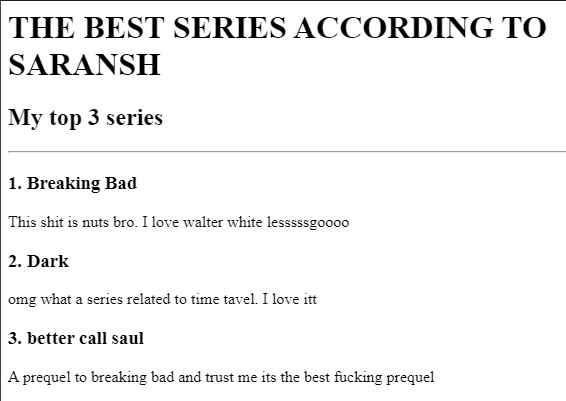 THE BEST SERIES ACCORDING TO
SARANSH
My top 3 series
1. Breaking Bad
This shit is nuts bro. I love walter white lesssssgoooo
2. Dark
omg what a series related to time tavel. I love itt
3. better call saul
A prequel to breaking bad and trust me its the best fucking prequel